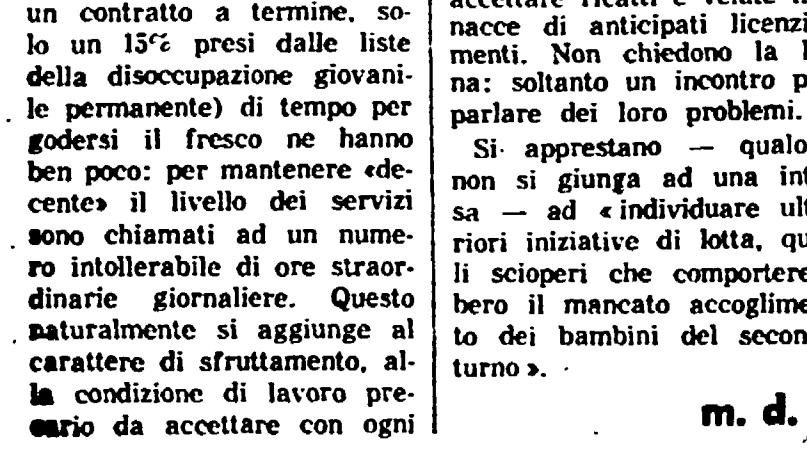 un contratto a termine, so-
lo un 15% presi dalle liste
della disoccupazione giovani-
le permanente) di tempo per
godersi il fresco ne hanno
ben poco: per mantenere «de-
cente» il livello dei servizi
sono chiamati ad un nume-
ro intollerabile di ore straor-
dinarie giornaliere. Questo
naturalmente si aggiunge al
carattere di sfruttamento, al-
la condizione di lavoro pre-
cario da accettare con ogni
accettare ricatti e velate
nacce di anticipati licenzi
menti. Non chiedono la l
na: soltanto un incontro p
parlare dei loro problemi.
Si apprestano — qualo
non si giunga ad una int
sa — ad «individuare ult
riori iniziative di lotta, qu
li scioperi che comportere
bero il mancato accoglime
to dei bambini del secon
turno».
m. d.